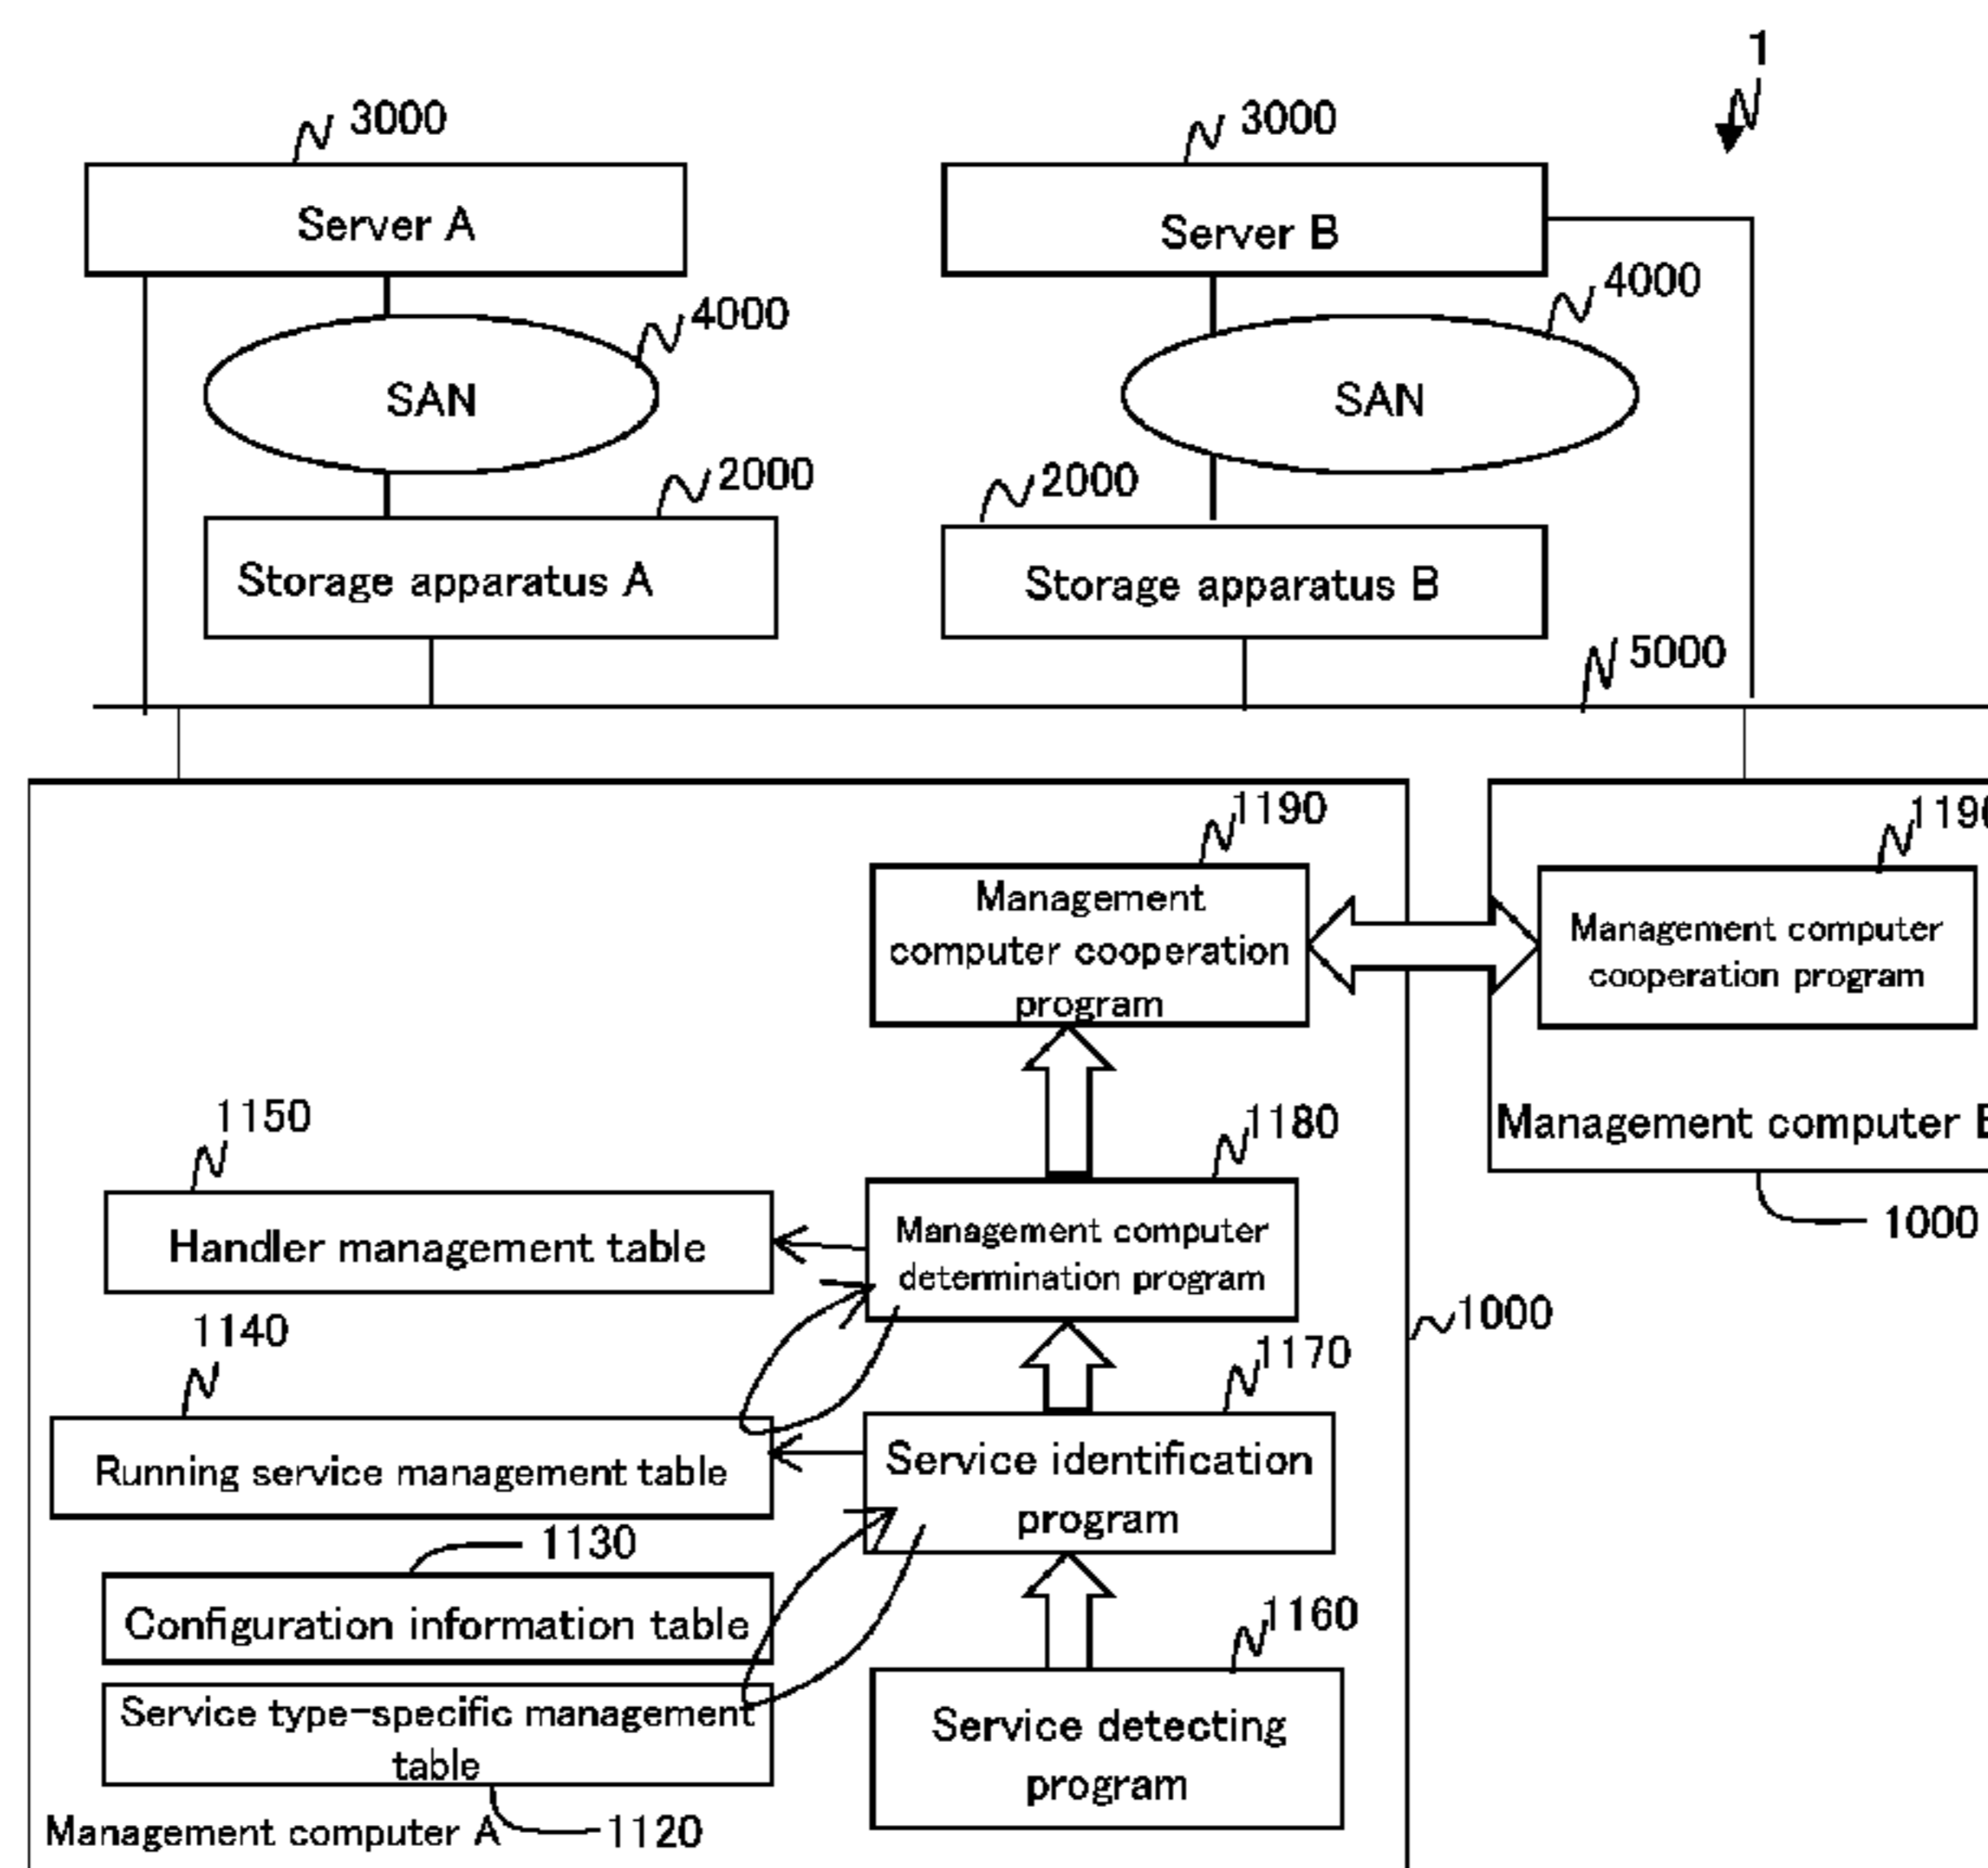 1
3000
3000
Server A
Server B
4000
4000
SAN
SAN
2000
2000
Storage apparatus A
Storage apparatus B
5000
1190
Management
computer cooperation
program
119
Management computer
cooperation program
Management computer
1000
1150
1180
Handler management table
Management computer
determination program
1000
1140
1170
Running service management table
Service identification
program
1130
Configuration information table
1160
Service type-specific management
table
Service detecting
program
Management computer A
1120